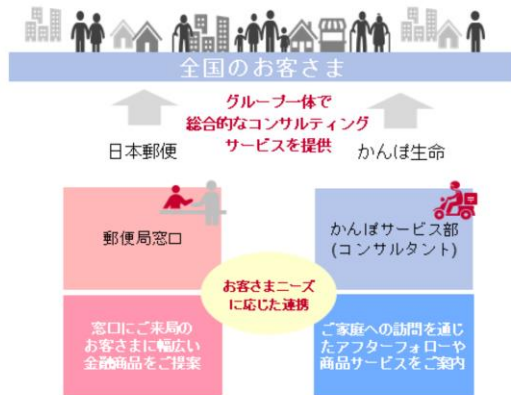 全国のお客さま
グループ一体で
総合的なコンサルティング
サービスを提供
日本郵便
かんぽ生命
郵便局窓口
かんぽサービス部
(コンサルタント)
お客さまニーズ
に応じた連携
窓口にご来局の
お客さまに幅広い
金融商品をご提案
ご家庭への訪問を通じ
たアフターフォローや
商品サービスをご案内